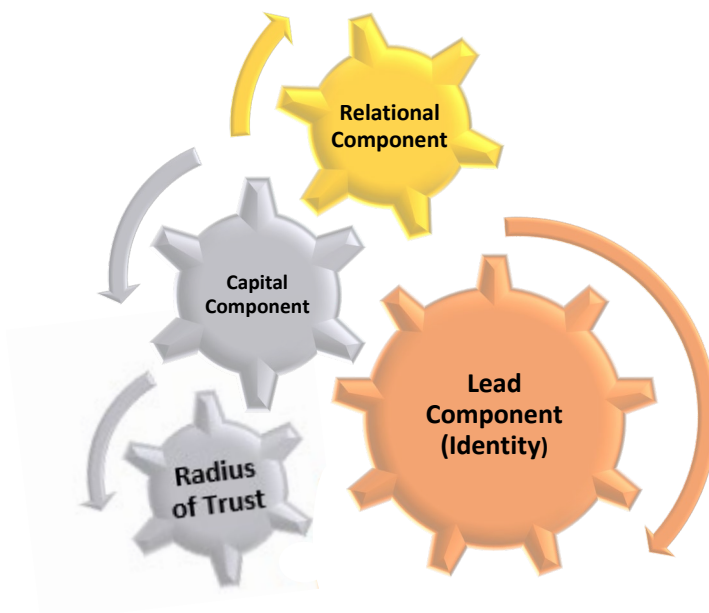 Relational
Component
Capital
Component
Lead
Component
(Identity)
Radius
of Trust